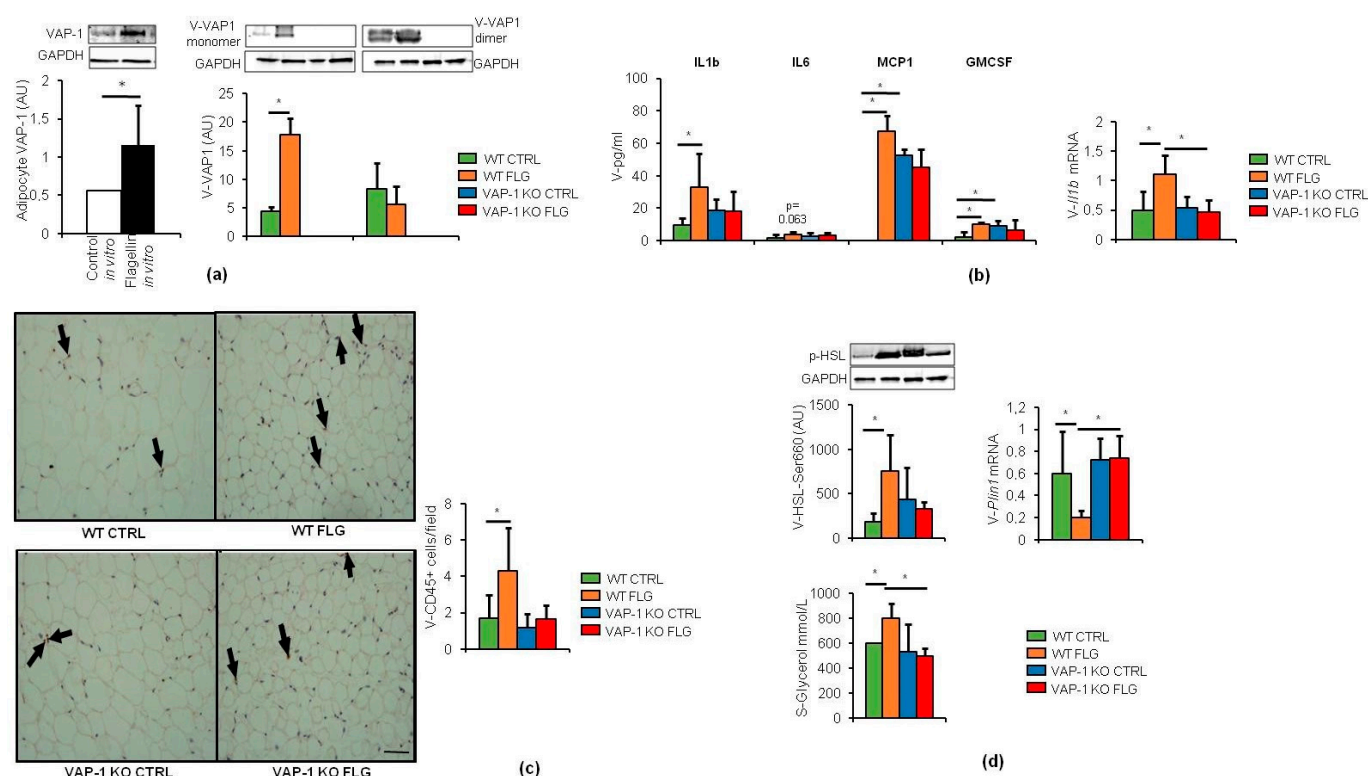 VAP-1
GAPDH
V-VAP1
monomer
GAPDH
V-VAP1
dimer
GAPDH
Adipocyte VAP-1 (AU)
2
1.5
1
0.5
0
*
Control
in vitro
Flagellin
in vitro
V-VAP1 (AU)
25
20
15
10
5
0
*
WT CTRL
WT FLG
VAP-1 KO CTRL
VAP-1 KO FLG
(a)
IL1b
IL6
MCP1
GMCSF
V-pg/ml
100
80
60
40
20
0
*
p=
0.063
*
*
*
*
V-Il1b mRNA
2
1.5
1
0.5
0
*
*
WT CTRL
WT FLG
VAP-1 KO CTRL
VAP-1 KO FLG
(b)
WT CTRL
WT FLG
VAP-1 KO CTRL
VAP-1 KO FLG
V-CD45+ cells/field
8
6
4
2
0
*
WT CTRL
WT FLG
VAP-1 KO CTRL
VAP-1 KO FLG
(c)
p-HSL
GAPDH
V-HSL-Ser660 (AU)
1500
1000
500
0
*
V-Plin1 mRNA
1,2
1
0.8
0.6
0.4
0,2
0
*
*
S-Glycerol mmol/L
1000
800
600
400
200
0
*
*
WT CTRL
WT FLG
VAP-1 KO CTRL
VAP-1 KO FLG
(d)